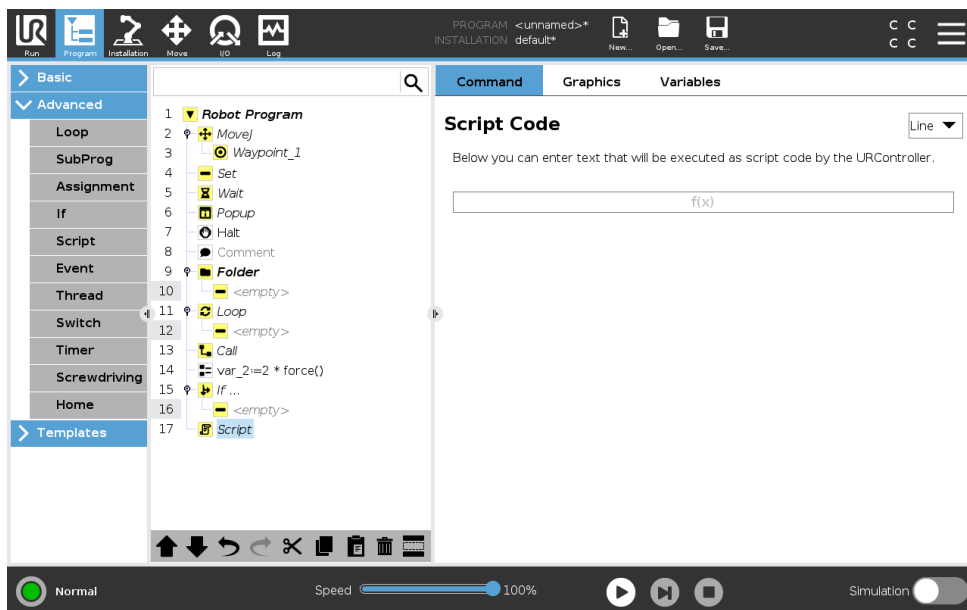 UR
PROGRAM <unnamed>*
INSTALLATION default*
Run Program Installation Move I/O Log New... Open... Save...
C C
C C
Basic
Advanced
Loop
SubProg
Assignment
If
Script
Event
Thread
Switch
Timer
Screwdriving
Home
Templates
1 Robot Program
2 MoveJ
3 Waypoint_1
4 Set
5 Wait
6 Popup
7 Halt
8 Comment
9 Folder
10 <empty>
11 Loop
12 <empty>
13 Call
14 var_2:=2 * force()
15 If ...
16 <empty>
17 Script
Command Graphics Variables
Script Code
Line
Below you can enter text that will be executed as script code by the URController.
f(x)
Normal
Speed 100%
Simulation